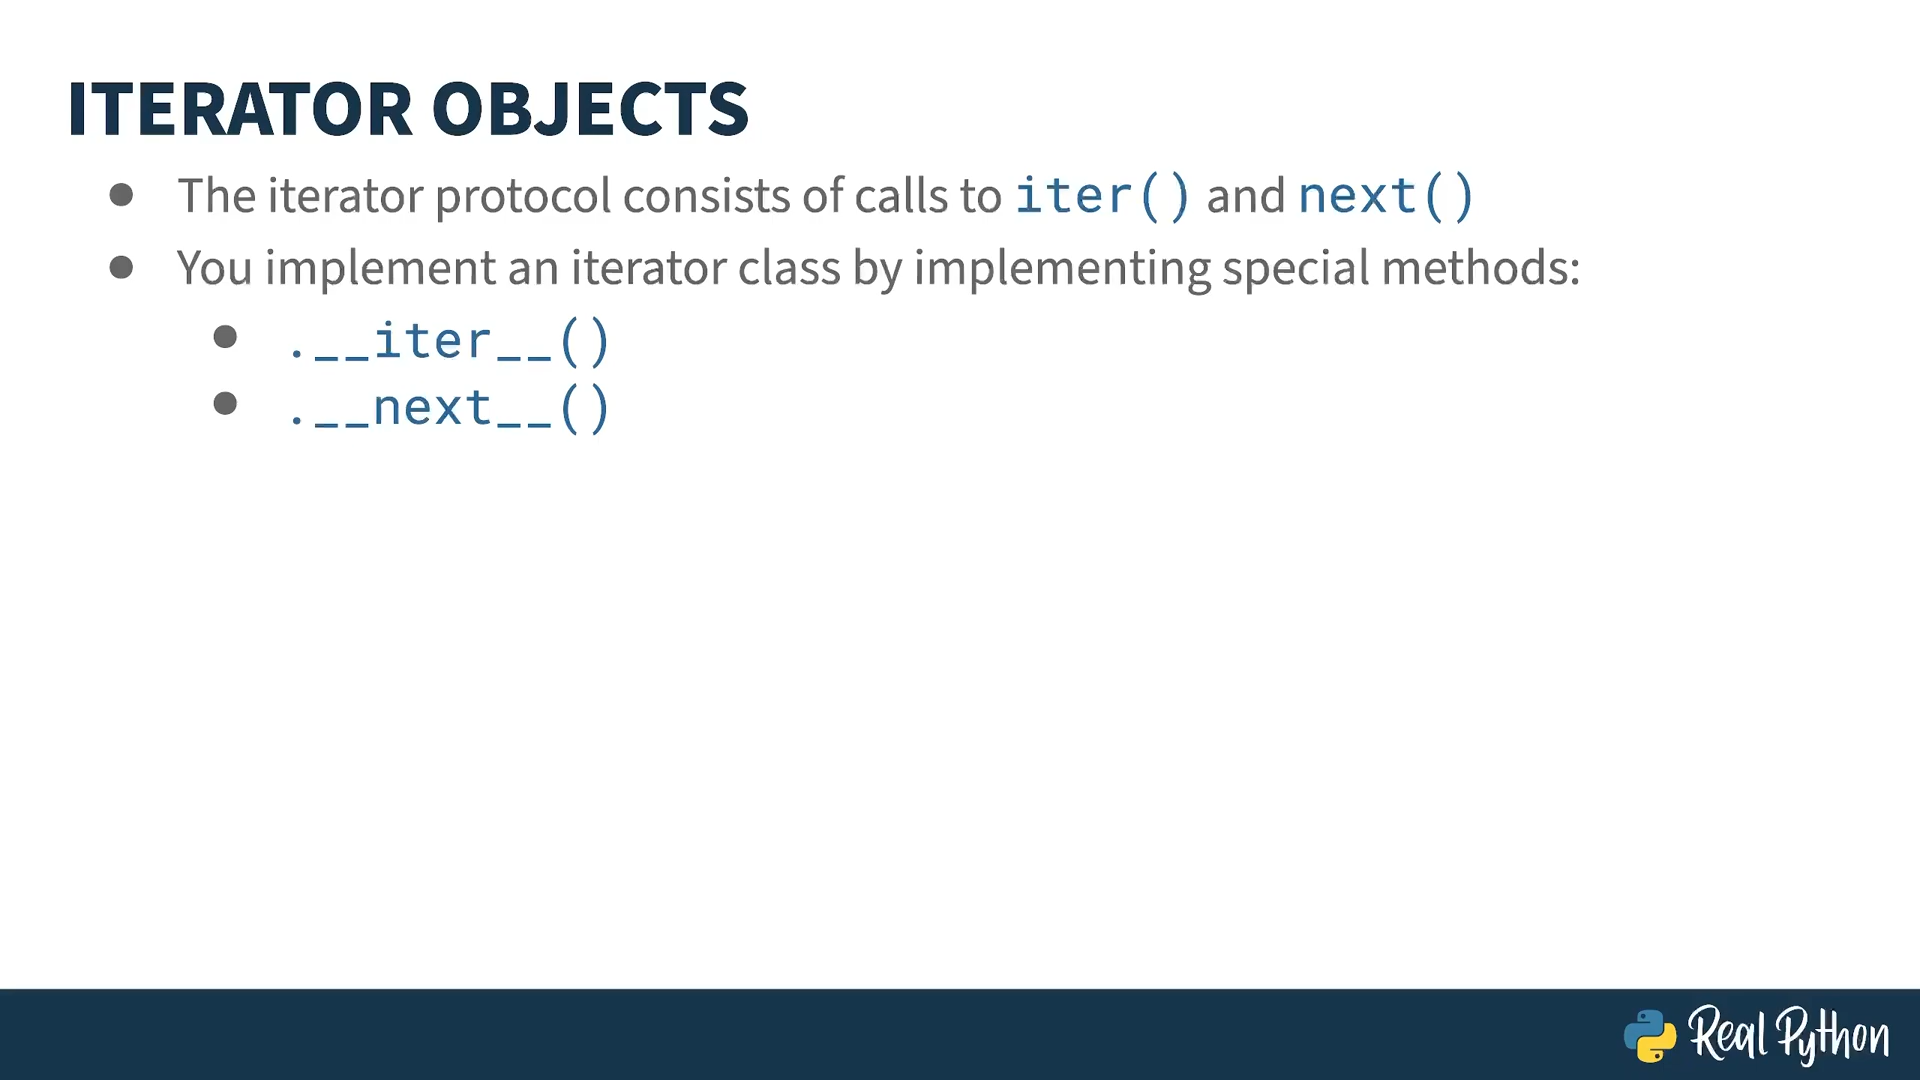 ITERATOR OBJECTS
● The iterator protocol consists of calls to iter() and next()
● You implement an iterator class by implementing special methods:
● .__iter__()
● .__next__()
Real Python